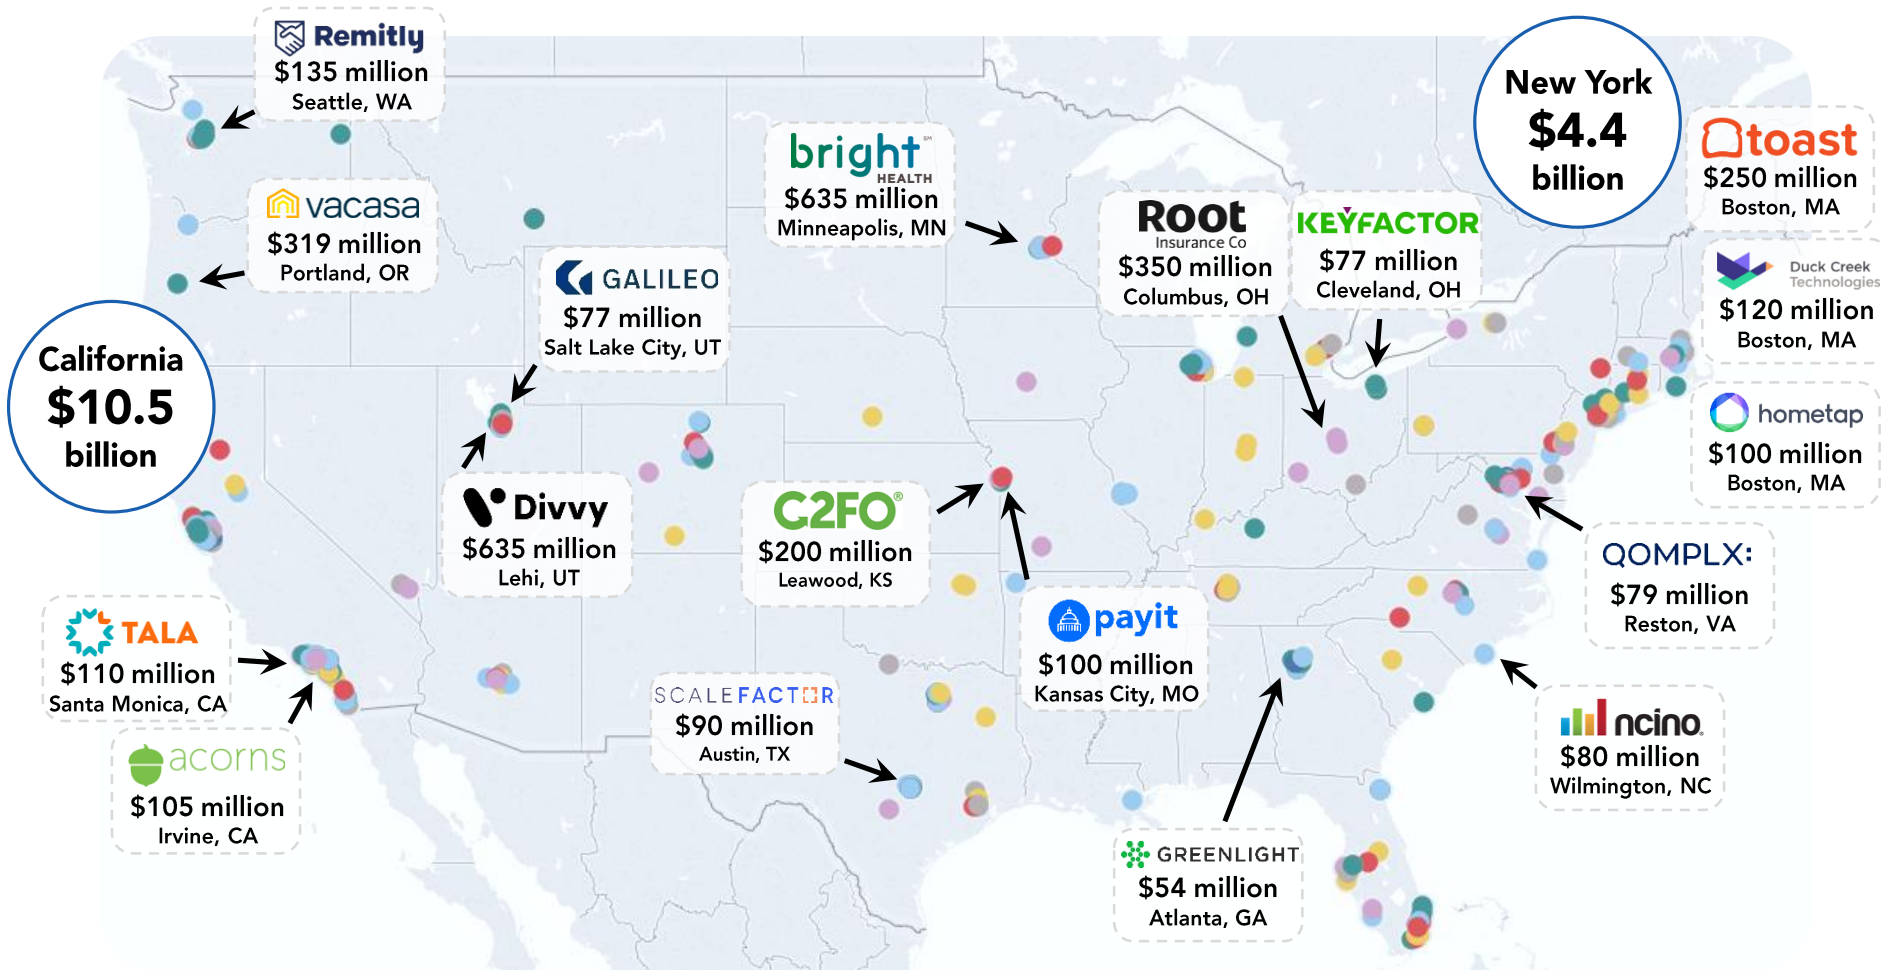 Remitly
$135 million
Seattle, WA
vacasa
$319 million
Portland, OR
California
$10.5
billion
GALILEO
$77 million
Salt Lake City, UT
Divvy
$635 million
Lehi, UT
TALA
$110 million
Santa Monica, CA
acorns
$105 million
Irvine, CA
bright
SM
HEALTH
$635 million
Minneapolis, MN
C2FO®
$200 million
Leawood, KS
payit
$100 million
Kansas City, MO
SCALEFACTOR
$90 million
Austin, TX
Root
Insurance Co
$350 million
Columbus, OH
KEYFACTOR
$77 million
Cleveland, OH
New York
$4.4
billion
toast
$250 million
Boston, MA
Duck Creek
Technologies
$120 million
Boston, MA
hometap
$100 million
Boston, MA
QOMPLX:
$79 million
Reston, VA
ncino
$80 million
Wilmington, NC
GREENLIGHT
$54 million
Atlanta, GA